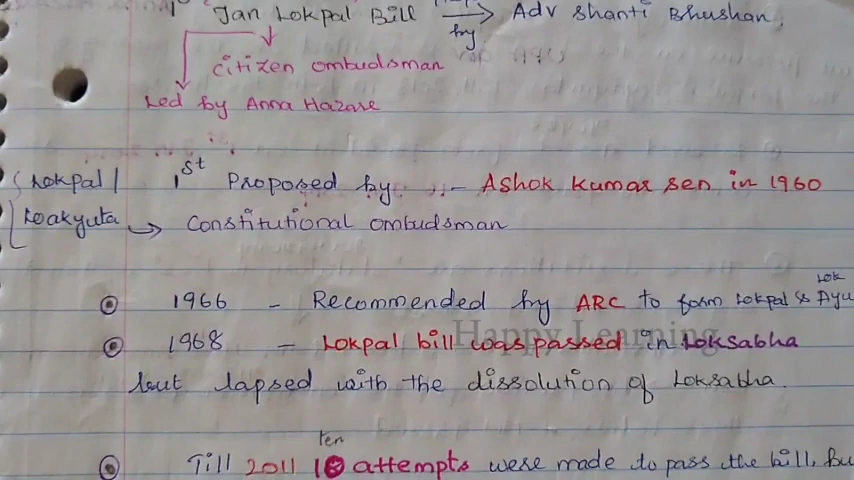 1st Jan Lokpal Bill → Adv Shanti Bhushan,
by
citizen ombudsman
Led by Anna Hazare
Lokpal / 1st Proposed by - Ashok Kumar Sen in 1960
Loakyuta → Constitutional ombudsman
Lok
1966 - Recommended by ARC to form Lokpal & Ayu
1968 - Lokpal bill was passed in Loksabha
Happy Learning
but lapsed with the dissolution of Loksabha.
ten
Till 2011 10 attempts were made to pass the bill, Bu